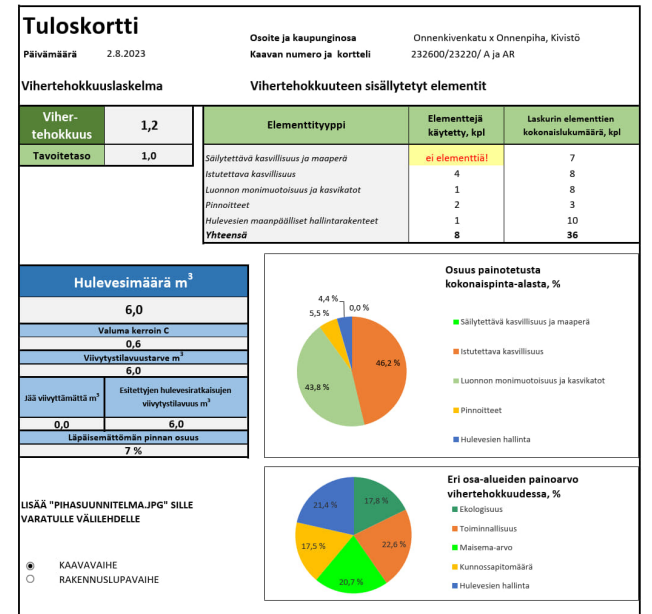 Tuloskortti
Päivämäärä 2.8.2023
Osoite ja kaupunginosa Onnenkivenkatu x Onnenpiha, Kivistö
Kaavan numero ja kortteli 232600/23220/ A ja AR
Vihertehokkuuslaskelma
Vihertehokkuuteen sisällytetyt elementit
Viher-
tehokkuus 1,2
Tavoitetaso 1,0
Elementtityyppi Elementtejä käytetty, kpl Laskurin elementtien kokonaislukumäärä, kpl
Säilytettävä kasvillisuus ja maaperä ei elementtiä! 7
Istutettava kasvillisuus 4 8
Luonnon monimuotoisuus ja kasvikatot 1 8
Pinnoitteet 2 3
Hulevesien maanpäälliset hallintarakenteet 1 10
Yhteensä 8 36
Hulevesimäärä m³
6,0
Valuma kerroin C
0,6
Viivytystilavuustarve m³
6,0
Jää viivyttämättä m³ Esitettyjen hulevesiratkaisujen viivytystilavuus m³
0,0 6,0
Läpäisemättömän pinnan osuus
7 %
Osuus painotetusta
kokonaispinta-alasta, %
4,4 %
0,0 %
5,5 %
46,2 %
43,8 %
Säilytettävä kasvillisuus ja maaperä
Istutettava kasvillisuus
Luonnon monimuotoisuus ja kasvikatot
Pinnoitteet
Hulevesien hallinta
LISÄÄ "PIHASUUNNITELMA.JPG" SILLE
VARATULLE VÄLILEHDELLE
KAAVAVAIHE
RAKENNUSLUPAVAIHE
Eri osa-alueiden painoarvo
vihertehokkuudessa, %
21,4 %
17,8 %
17,5 %
22,6 %
20,7 %
Ekologisuus
Toiminnallisuus
Maisema-arvo
Kunnossapitomäärä
Hulevesien hallinta